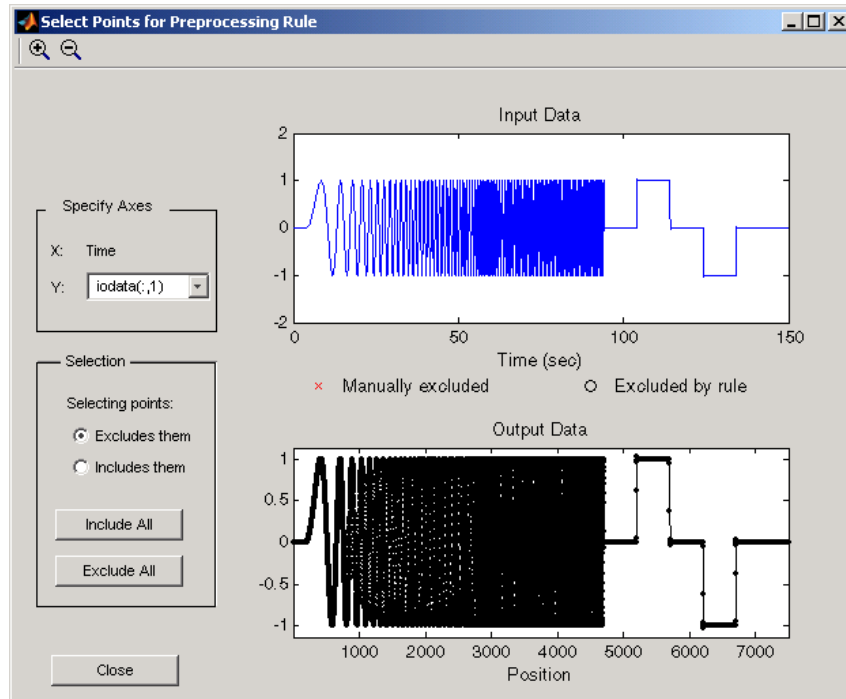 Select Points for Preprocessing Rule
Specify Axes
X: Time
Y: iodata(:,1)
Selection
Selecting points:
Excludes them
Includes them
Include All
Exclude All
Close
Input Data
2
1
0
-1
-2
0 50 100 150
Time (sec)
× Manually excluded O Excluded by rule
Output Data
1
0.5
0
-0.5
-1
1000 2000 3000 4000 5000 6000 7000
Position